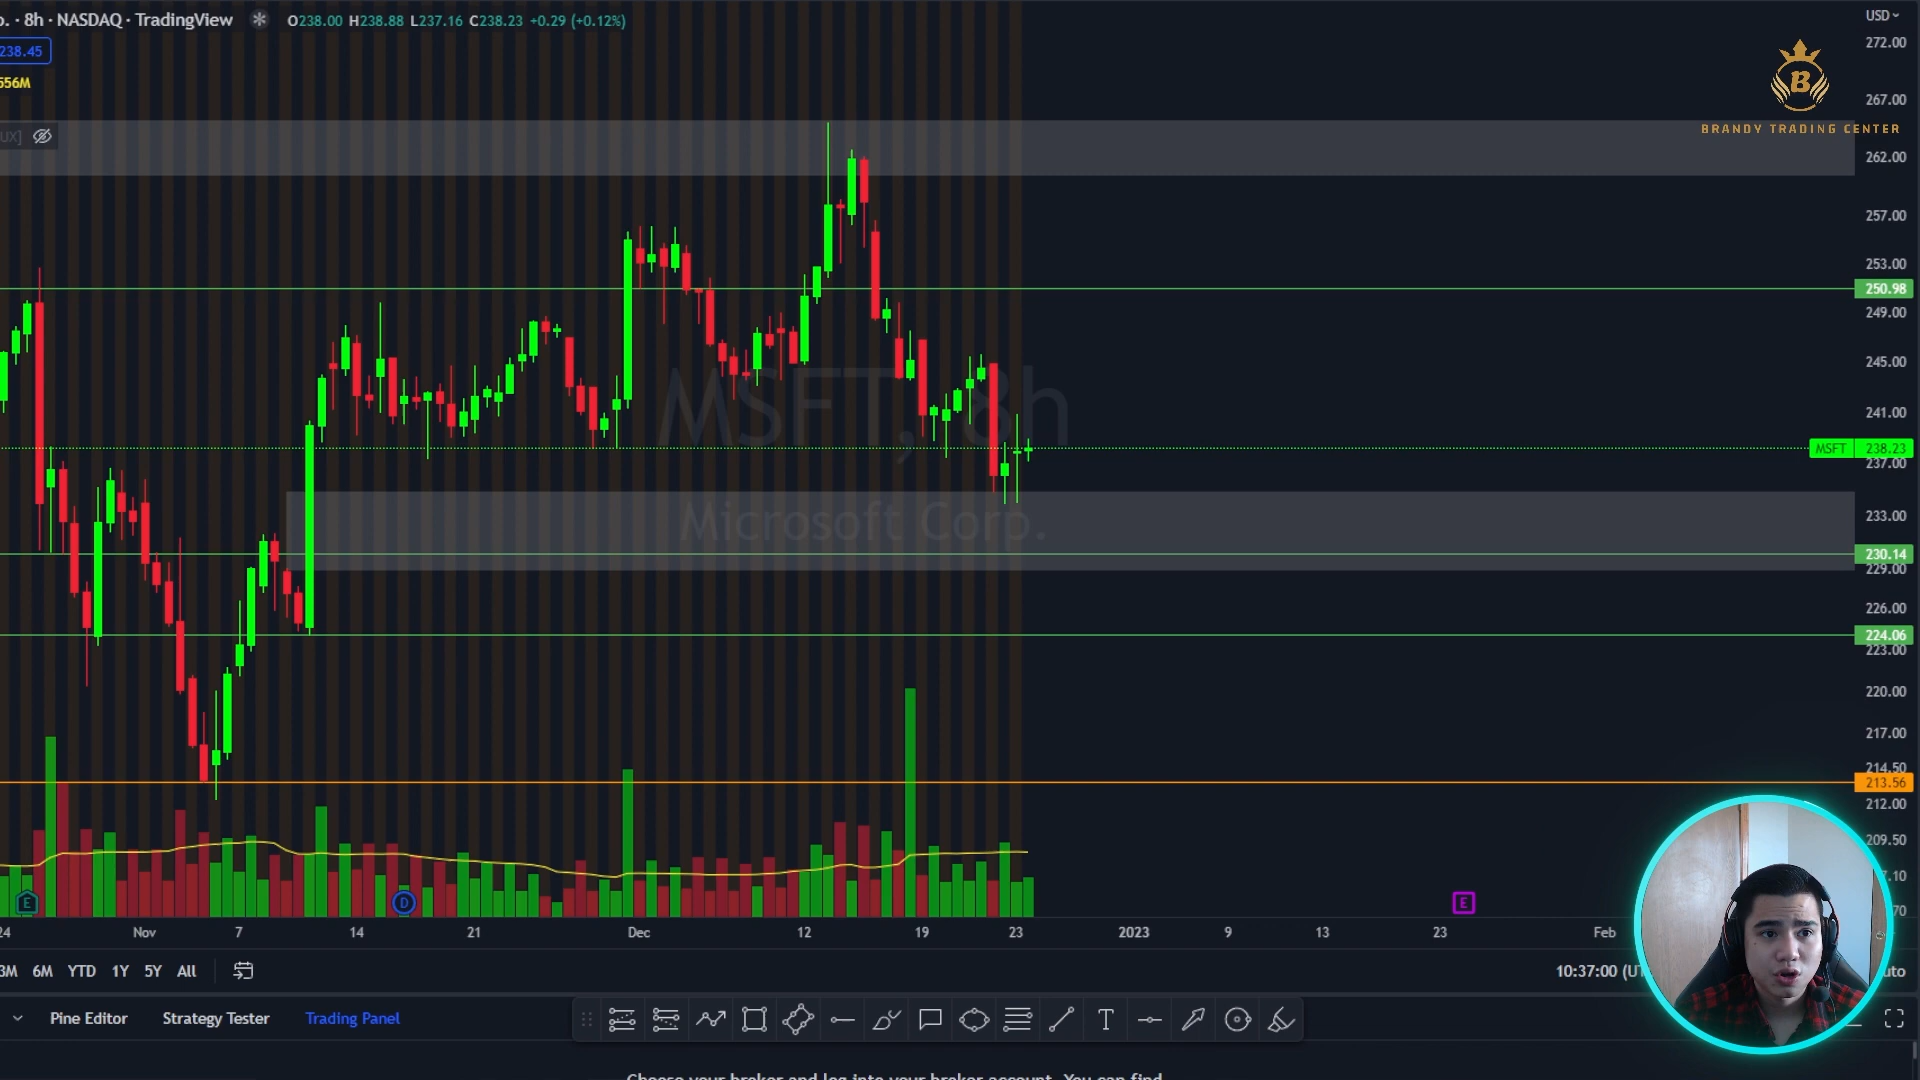 · 8h · NASDAQ · TradingView O238.00 H238.88 L237.16 C238.23 +0.29 (+0.12%)
USD
272.00
238.45
556M
B
267.00
BRANDY TRADING CENTER
UX]
262.00
257.00
253.00
250.98
249.00
245.00
MSFT, 8h
241.00
MSFT 238.23
237.00
Microsoft Corp.
233.00
230.14
229.00
226.00
224.06
223.00
220.00
217.00
214.50
213.56
212.00
209.50
E D E
24 Nov 7 14 21 Dec 12 19 23 2023 9 13 23 Feb
3M 6M YTD 1Y 5Y All 10:37:00
Pine Editor Strategy Tester Trading Panel T
Choose your broker and log into your broker account. You can find